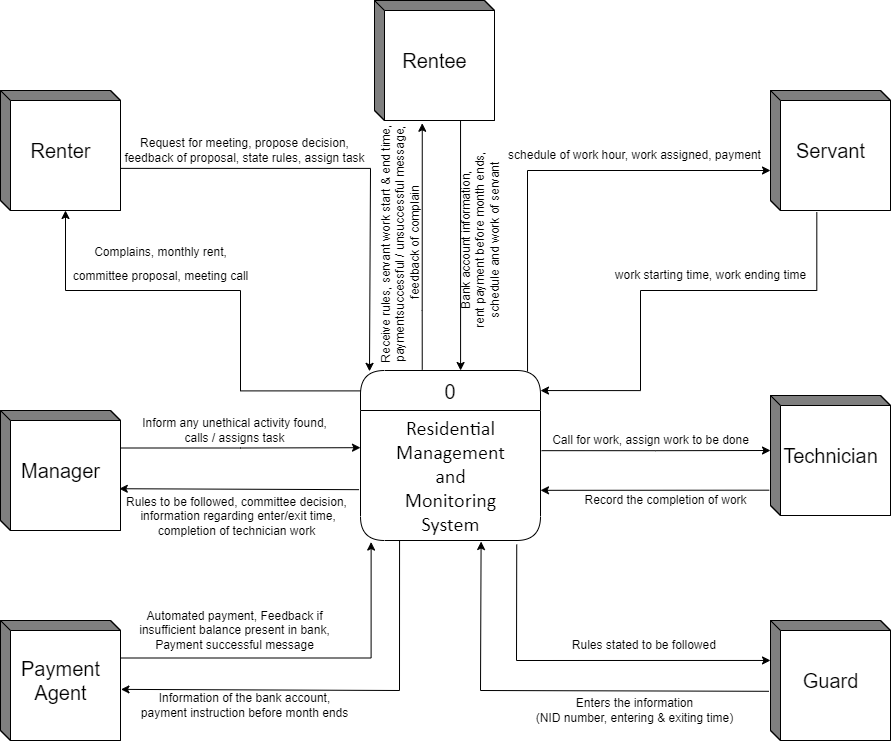 Rentee
Renter
Request for meeting, propose decision,
feedback of proposal, state rules, assign task
Complains, monthly rent,
committee proposal, meeting call
Receive rules, servant work start & end time,
paymentsuccessful / unsuccessful message,
feedback of complain
Bank account information,
rent payment before month ends,
schedule and work of servant
schedule of work hour, work assigned, payment
Servant
work starting time, work ending time
0
Residential
Management
and
Monitoring
System
Manager
Inform any unethical activity found,
calls / assigns task
Rules to be followed, committee decision,
information regarding enter/exit time,
completion of technician work
Call for work, assign work to be done
Technician
Record the completion of work
Payment
Agent
Automated payment, Feedback if
insufficient balance present in bank,
Payment successful message
Information of the bank account,
payment instruction before month ends
Rules stated to be followed
Guard
Enters the information
(NID number, entering & exiting time)